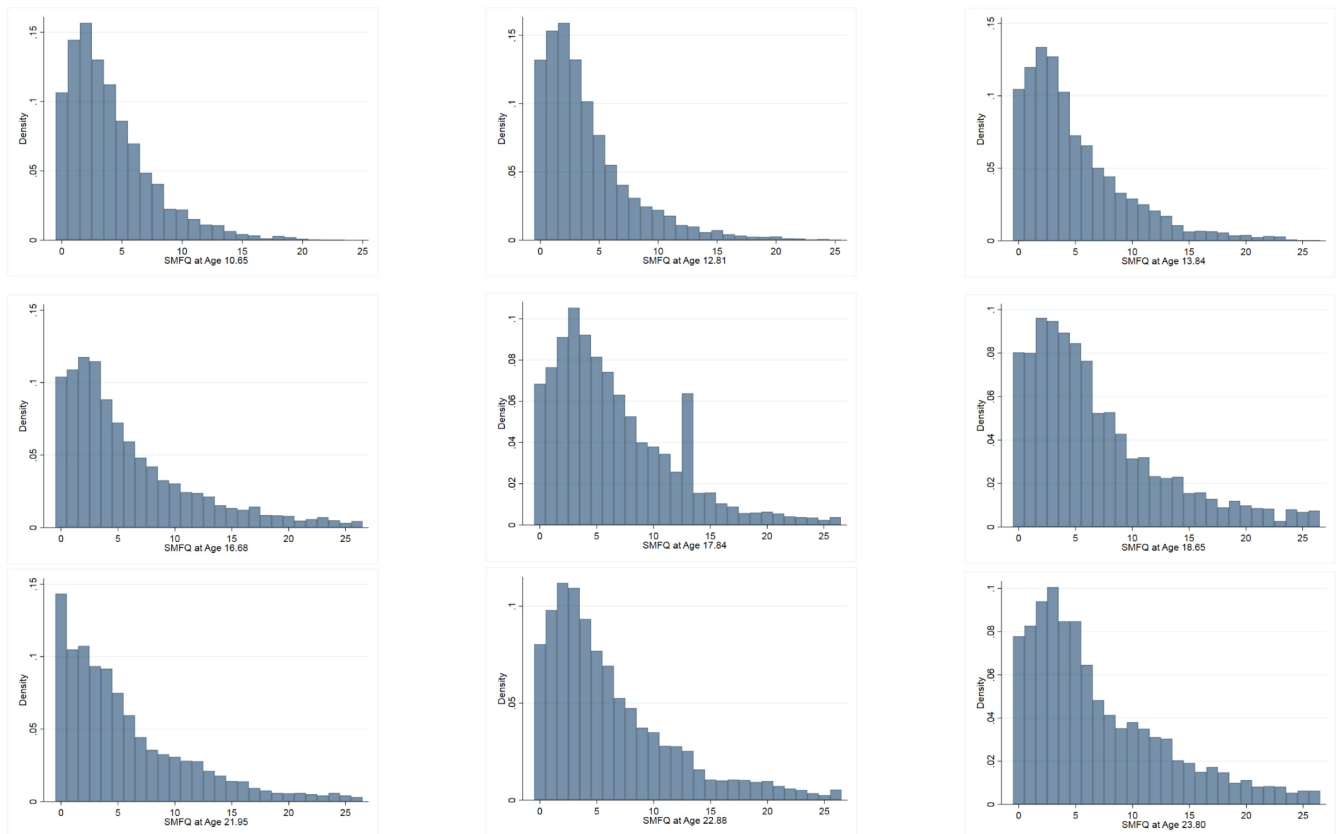 .15
.1
.05
0
Density
0 5 10 15 20 25
SMFQ at Age 10.65
.15
.1
.05
0
Density
0 5 10 15 20 25
SMFQ at Age 12.81
.15
.1
.05
0
Density
0 5 10 15 20 25
SMFQ at Age 13.84
.15
.1
.05
0
Density
0 5 10 15 20 25
SMFQ at Age 16.68
.1
.08
.06
.04
.02
0
Density
0 5 10 15 20 25
SMFQ at Age 17.84
.1
.08
.06
.04
.02
0
Density
0 5 10 15 20 25
SMFQ at Age 18.65
.15
.1
.05
0
Density
0 5 10 15 20 25
SMFQ at Age 21.95
.1
.05
0
Density
0 5 10 15 20 25
SMFQ at Age 22.88
.1
.08
.06
.04
.02
0
Density
0 5 10 15 20 25
SMFQ at Age 23.80